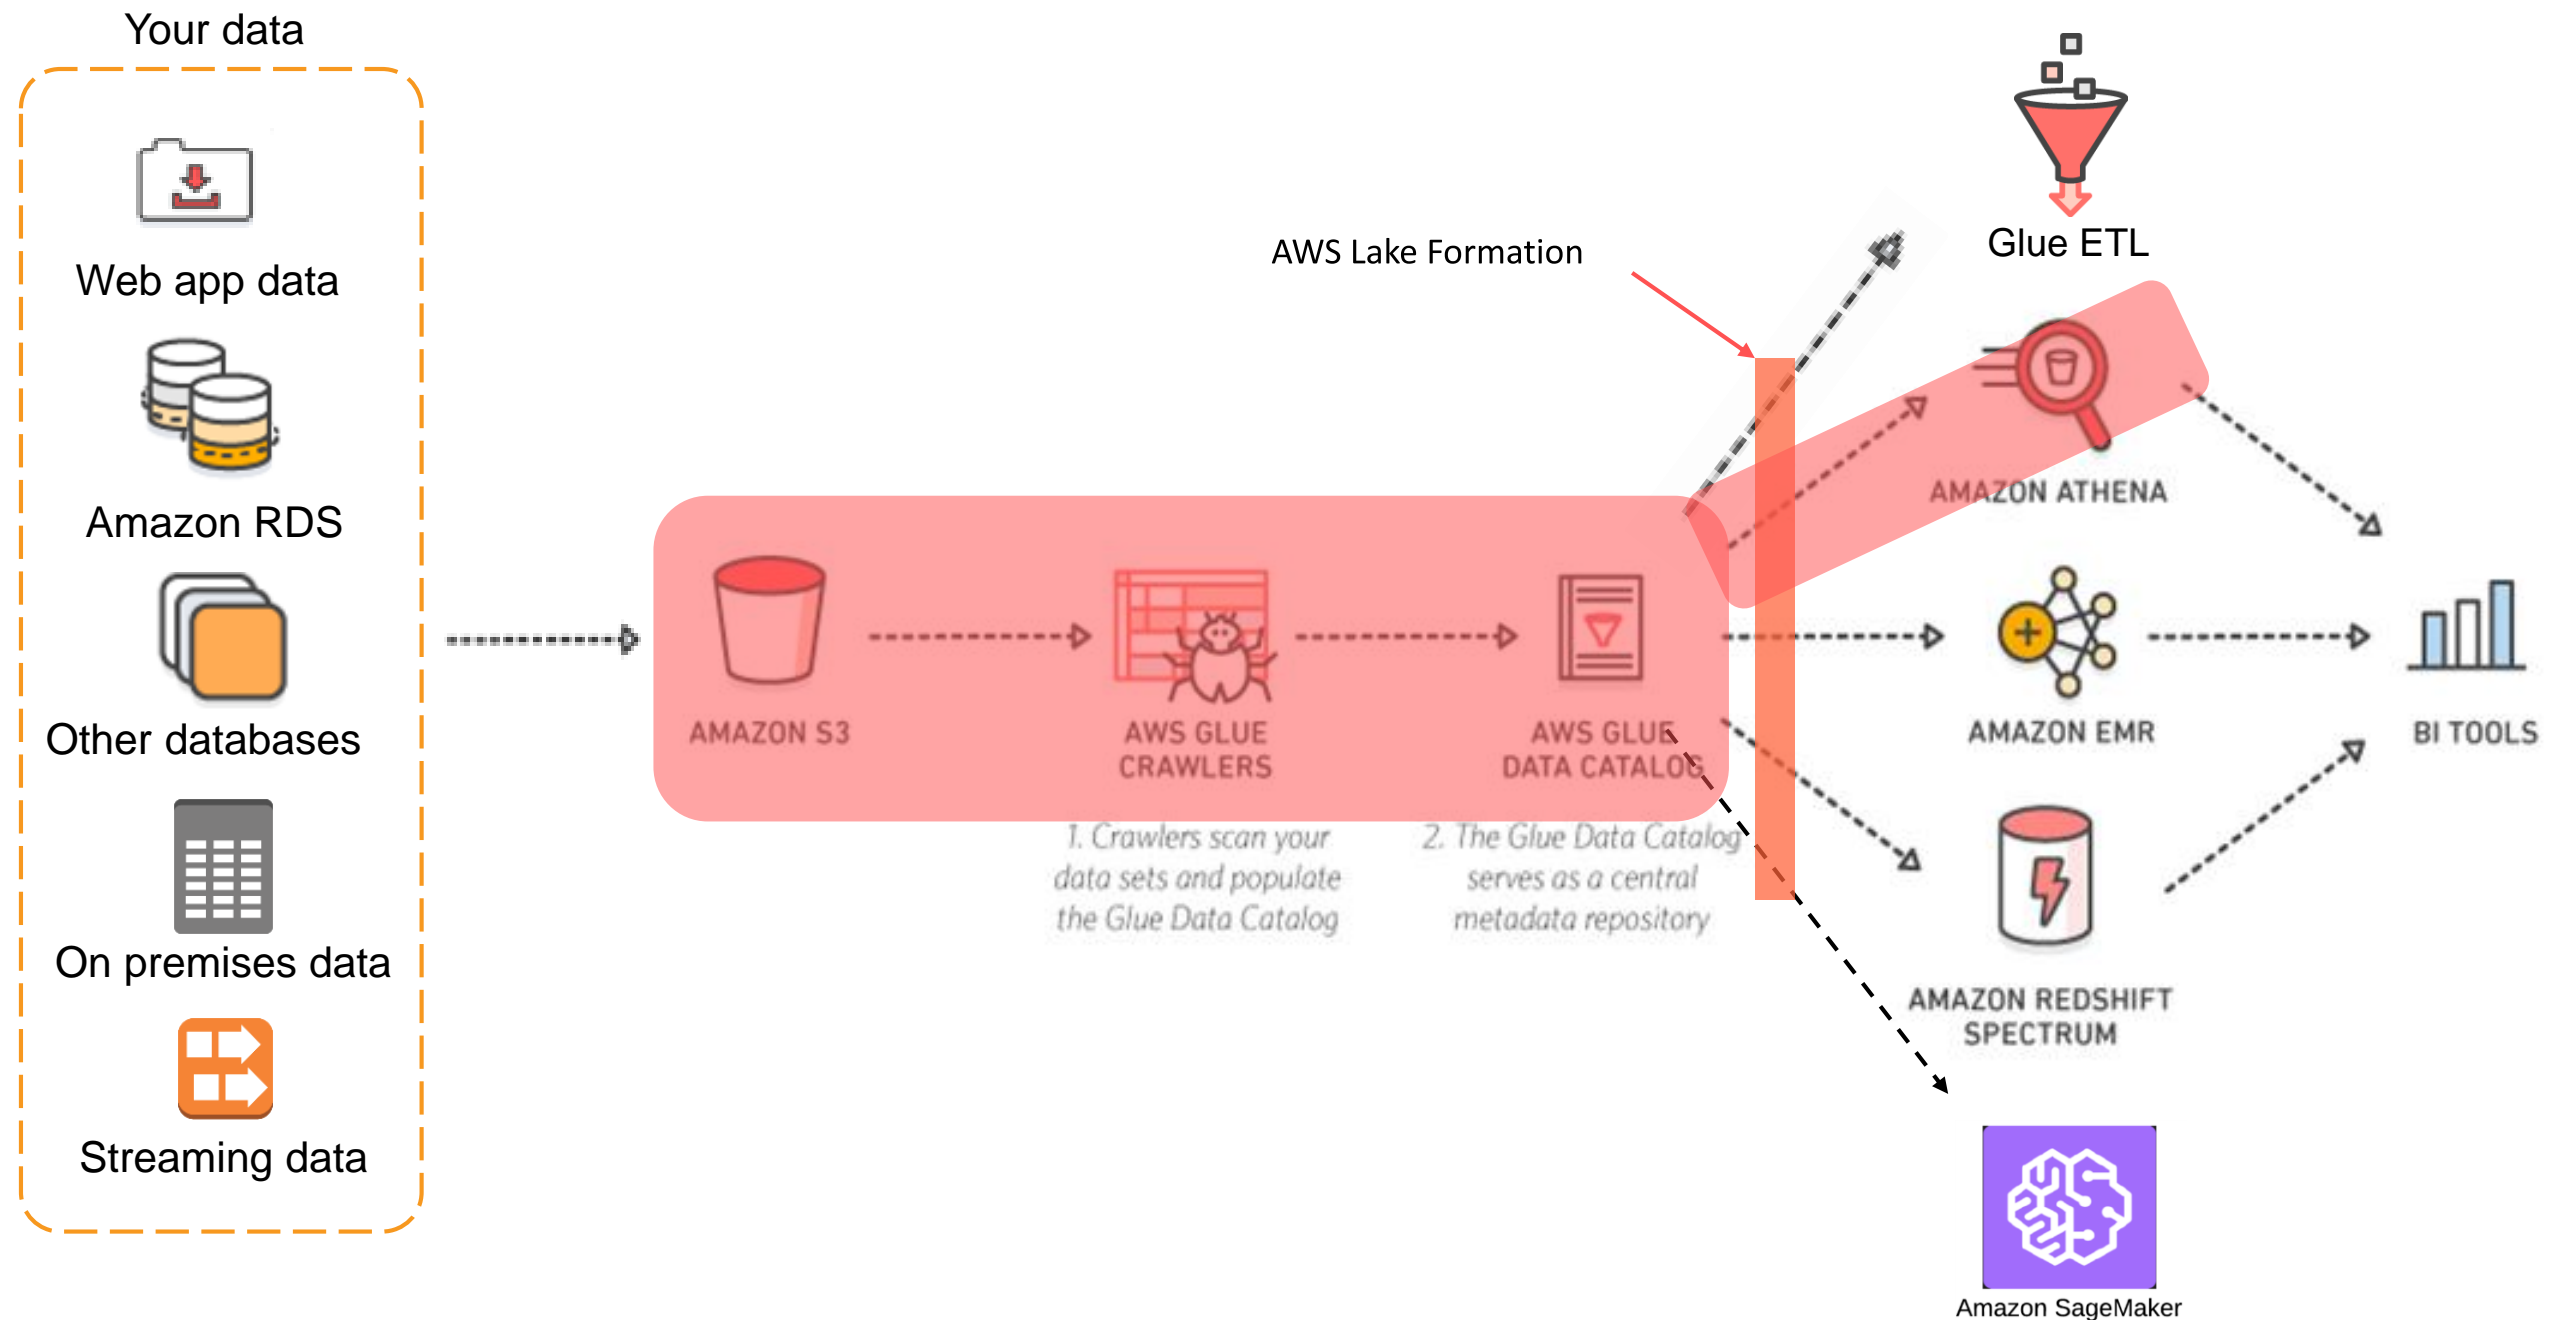 Your data
Web app data
Amazon RDS
Other databases
On premises data
Streaming data
AWS Lake Formation
AMAZON S3
AWS GLUE
CRAWLERS
1. Crawlers scan your
data sets and populate
the Glue Data Catalog
AWS GLUE
DATA CATALOG
2. The Glue Data Catalog
serves as a central
metadata repository
Glue ETL
AMAZON ATHENA
AMAZON EMR
AMAZON REDSHIFT
SPECTRUM
Amazon SageMaker
BI TOOLS